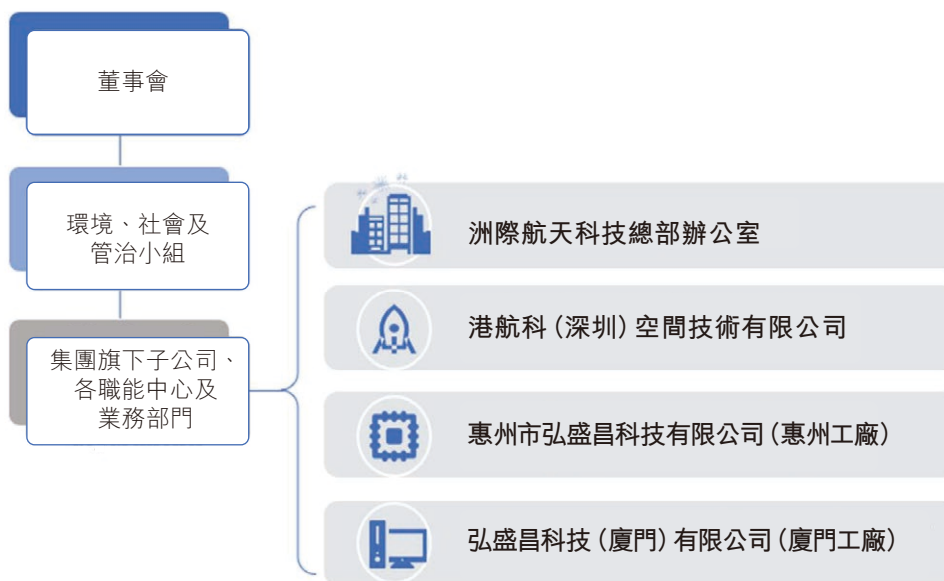 董事會
環境、社會及
管治小組
集團旗下子公司、
各職能中心及
業務部門
洲際航天科技總部辦公室
港航科（深圳）空間技術有限公司
惠州市弘盛昌科技有限公司（惠州工廠）
弘盛昌科技（廈門）有限公司（廈門工廠）